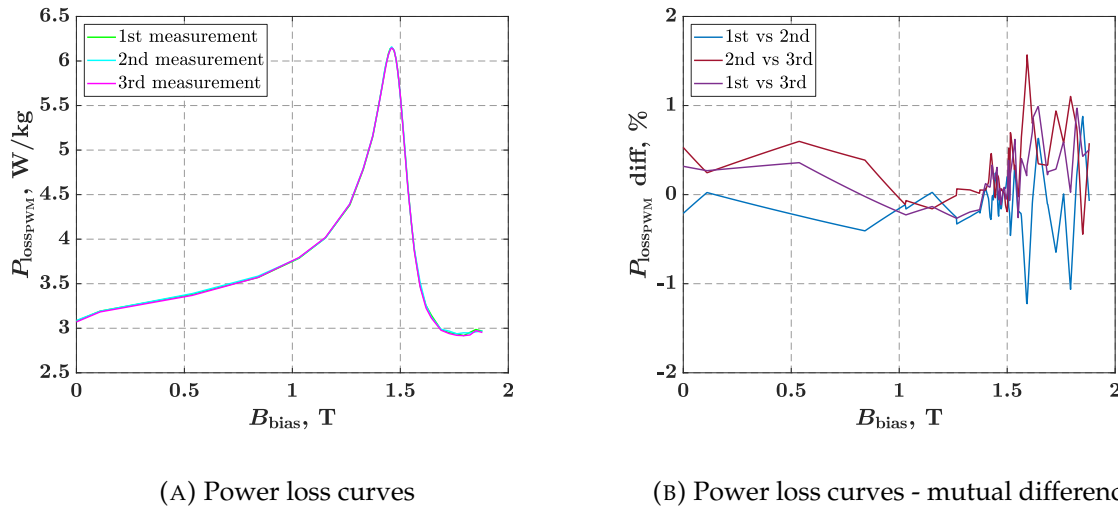 6.5
6
5.5
5
4.5
4
3.5
3
2.5
P_lossPWM, W/kg
1st measurement
2nd measurement
3rd measurement
0 0.5 1 1.5 2
B_bias, T
2
1
0
-1
-2
P_lossPWM diff, %
1st vs 2nd
2nd vs 3rd
1st vs 3rd
0 0.5 1 1.5 2
B_bias, T
(A) Power loss curves
(B) Power loss curves - mutual differenc